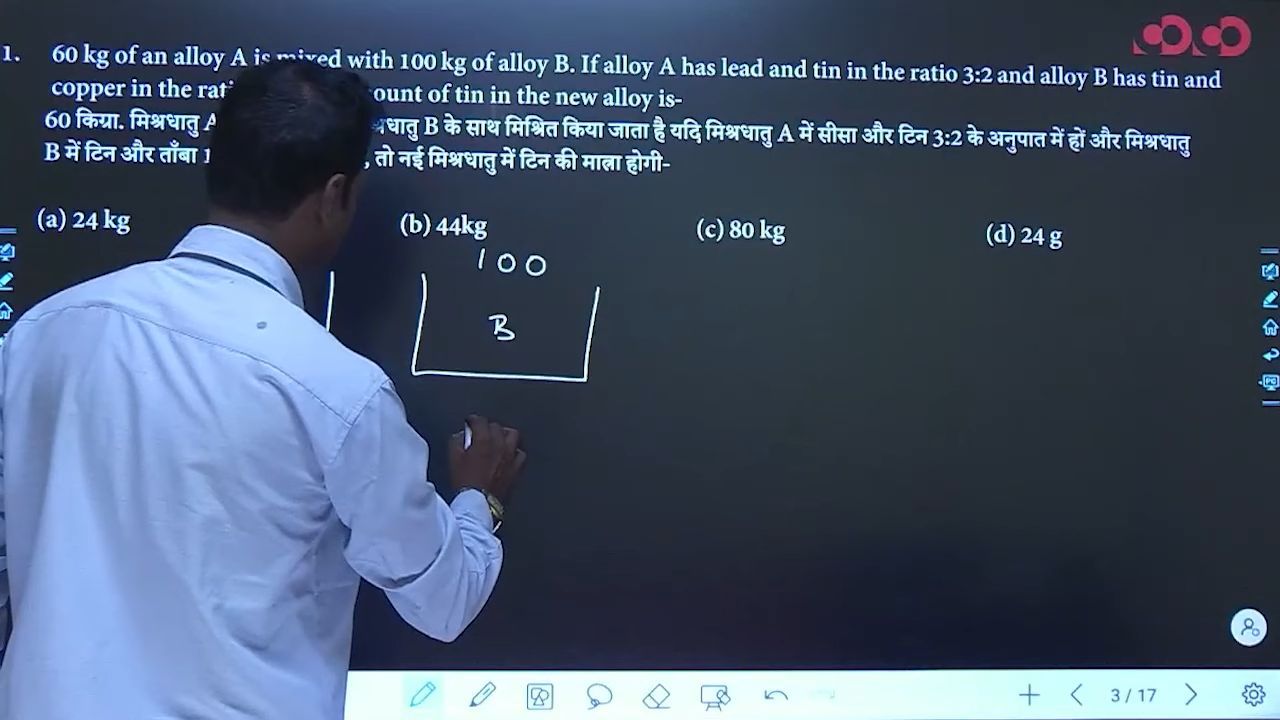 1. 60 kg of an alloy A is mixed with 100 kg of alloy B. If alloy A has lead and tin in the ratio 3:2 and alloy B has tin and
copper in the ount of tin in the new alloy is-
60 किग्रा. मिश्रधातु A धातु B के साथ मिश्रित किया जाता है यदि मिश्रधातु A में सीसा और टिन 3:2 के अनुपात में हों और मिश्रधातु
B में टिन और ताँबा 1 , तो नई मिश्रधातु में टिन की मात्रा होगी-
(a) 24 kg (b) 44kg (c) 80 kg (d) 24 g
100
B
3 / 17